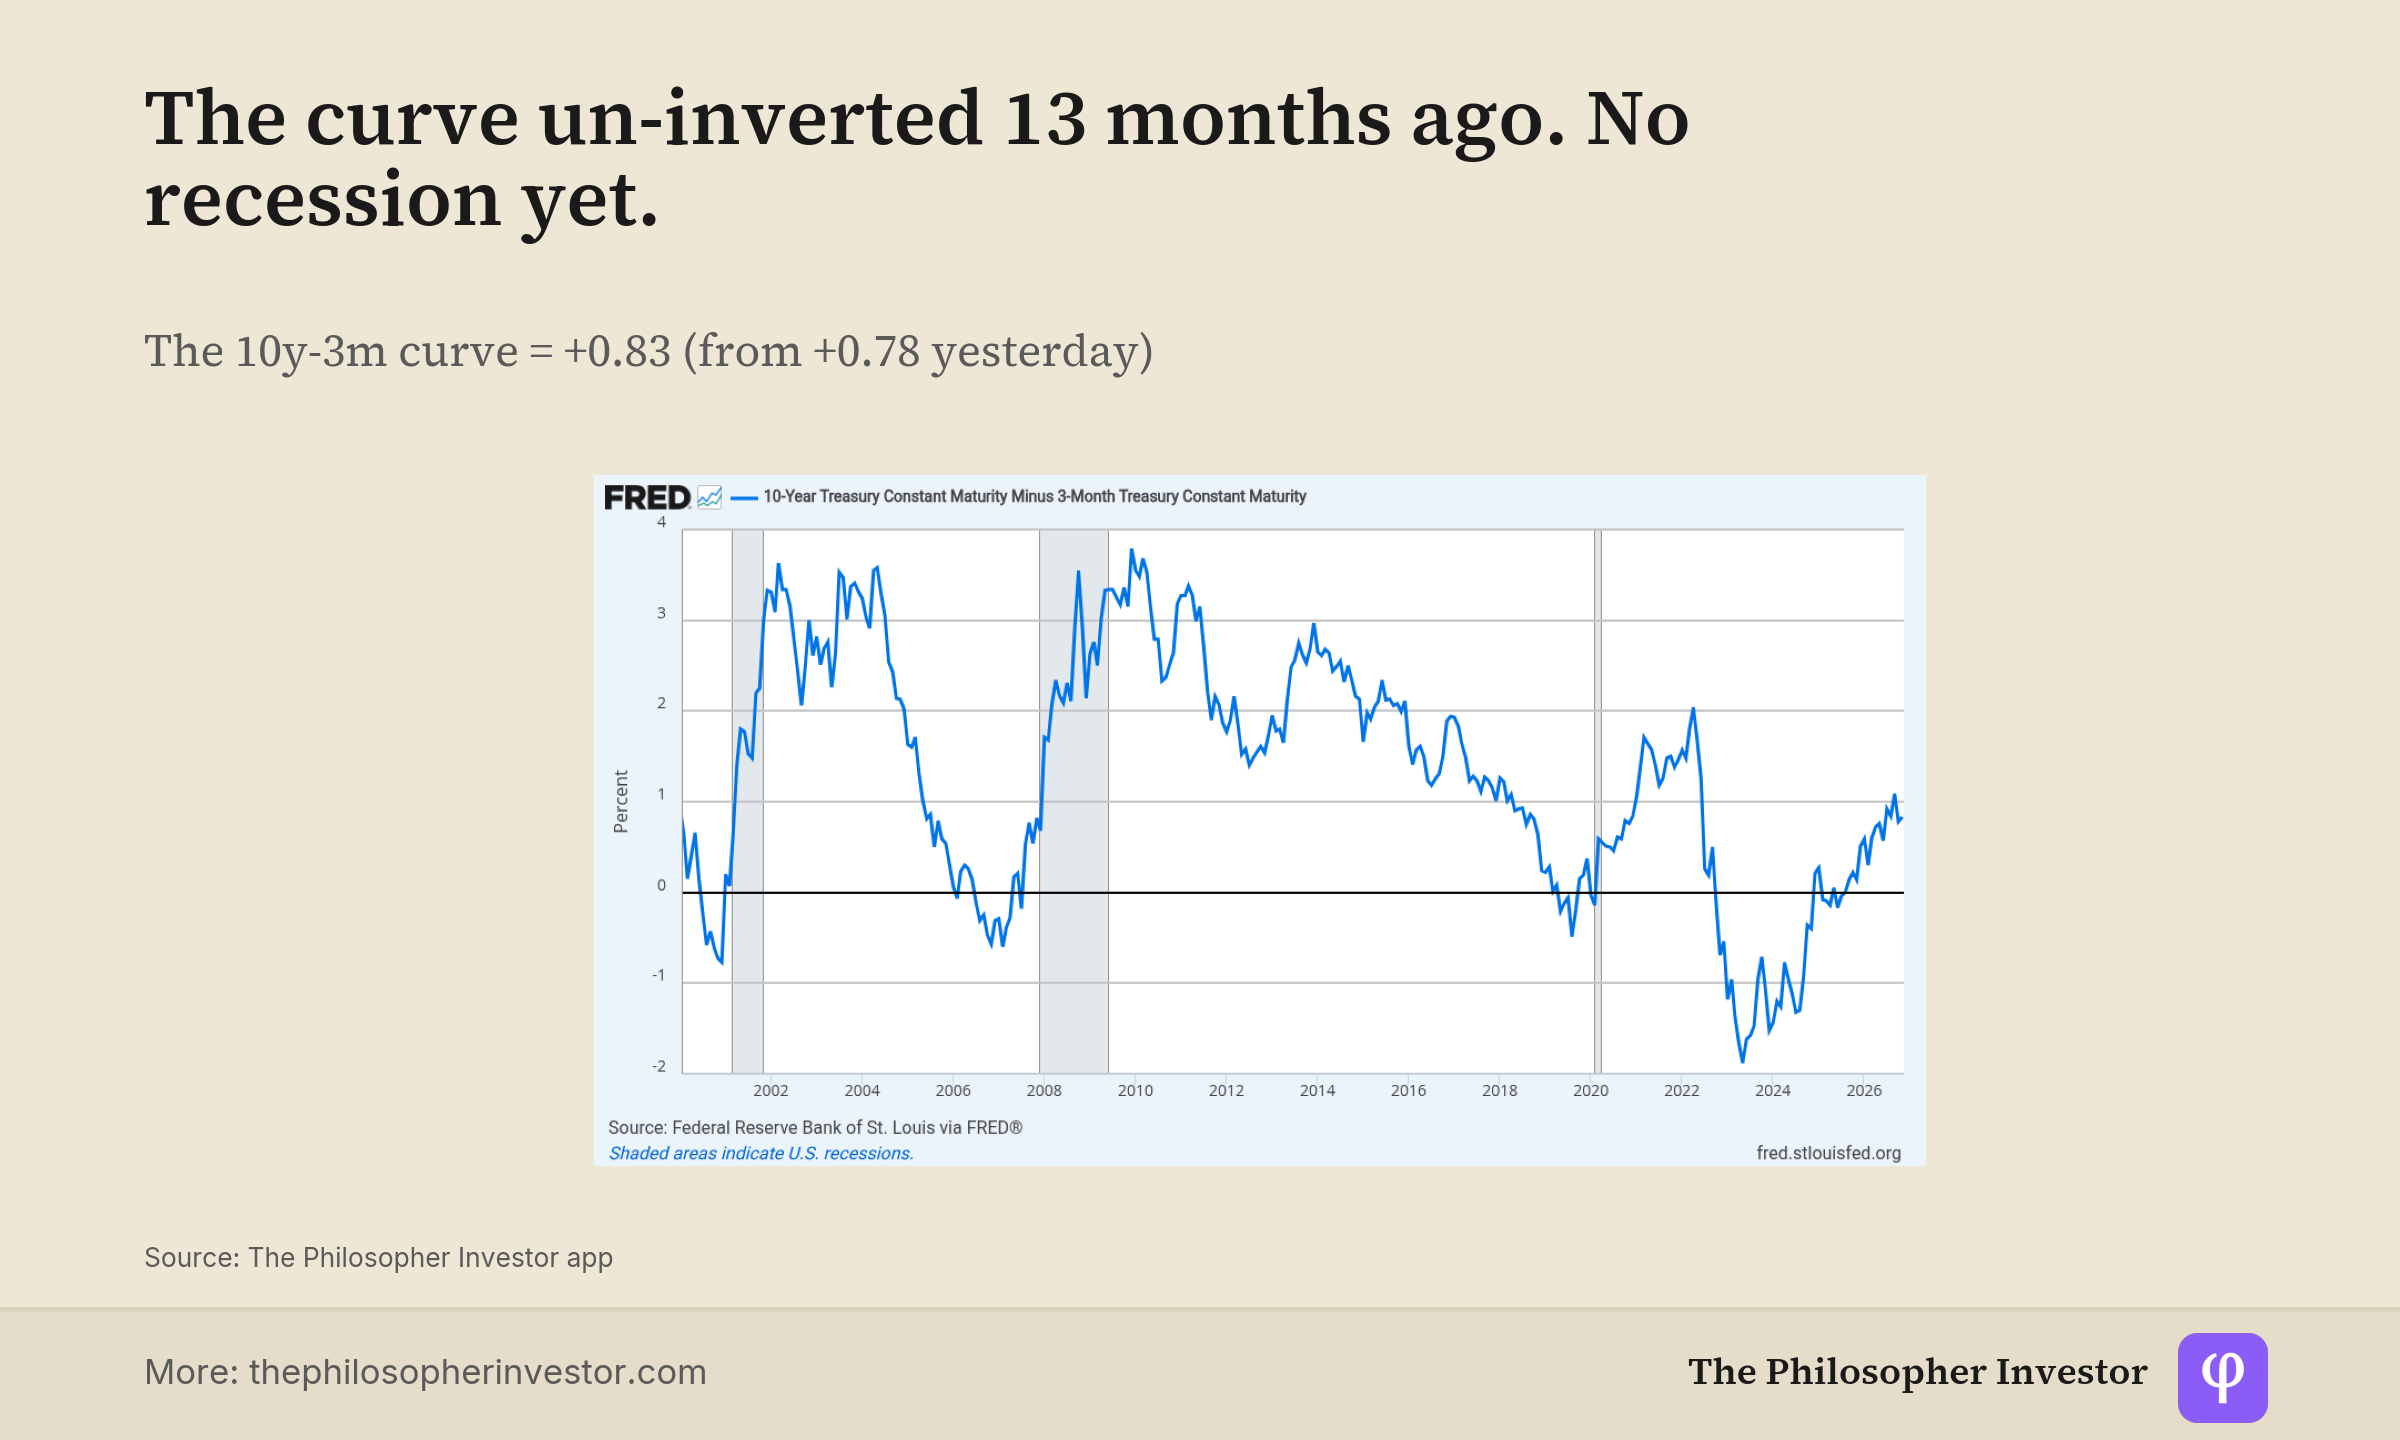 The curve un-inverted 13 months ago. No
recession yet.
The 10y-3m curve = +0.83 (from +0.78 yesterday)
FRED
10-Year Treasury Constant Maturity Minus 3-Month Treasury Constant Maturity
4
3
2
1
0
-1
-2
Percent
2002 2004 2006 2008 2010 2012 2014 2016 2018 2020 2022 2024 2026
Source: Federal Reserve Bank of St. Louis via FRED®
Shaded areas indicate U.S. recessions.
fred.stlouisfed.org
Source: The Philosopher Investor app
More: thephilosopherinvestor.com
The Philosopher Investor
φ